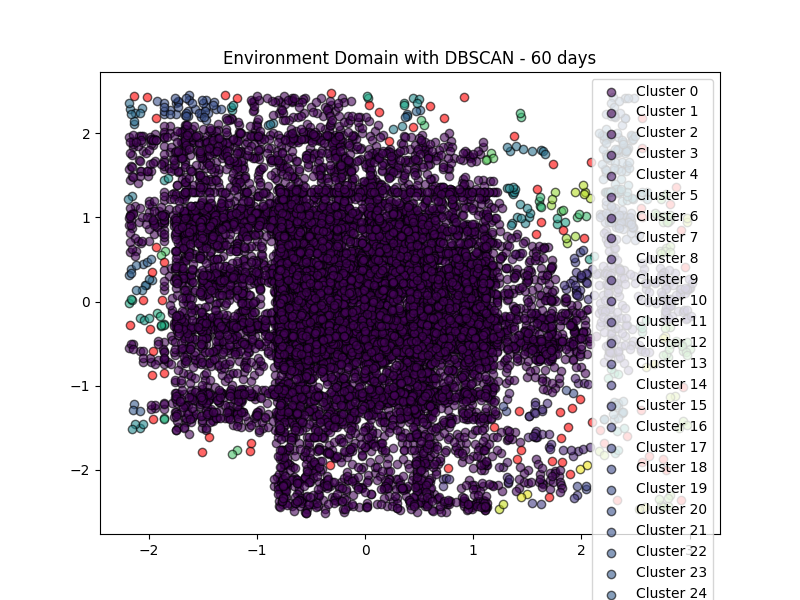 Environment Domain with DBSCAN - 60 days
2
1
0
−1
−2
−2
−1
0
1
2
3
Cluster 0
Cluster 1
Cluster 2
Cluster 3
Cluster 4
Cluster 5
Cluster 6
Cluster 7
Cluster 8
Cluster 9
Cluster 10
Cluster 11
Cluster 12
Cluster 13
Cluster 14
Cluster 15
Cluster 16
Cluster 17
Cluster 18
Cluster 19
Cluster 20
Cluster 21
Cluster 22
Cluster 23
Cluster 24